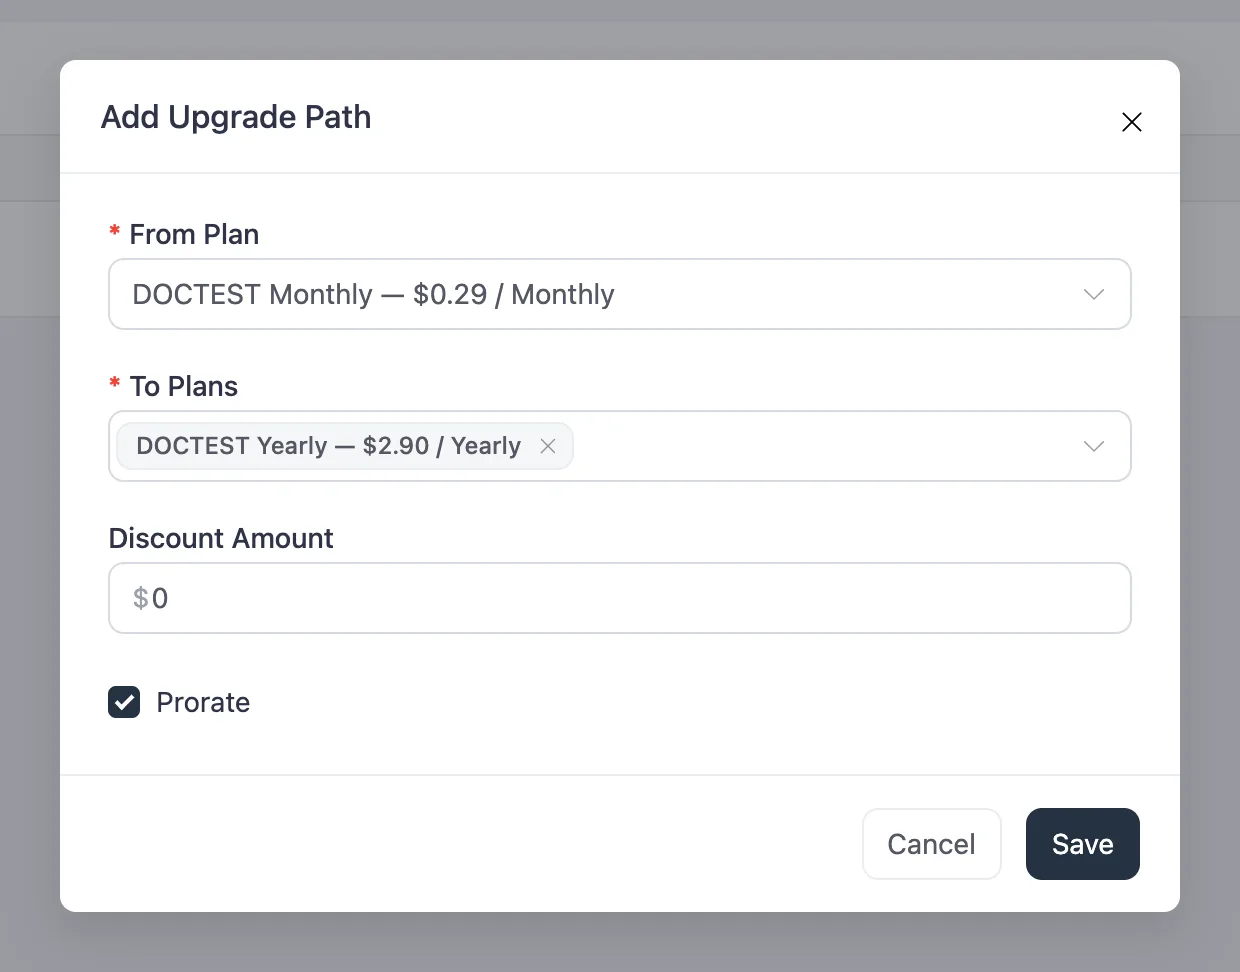 Add Upgrade Path
* From Plan
DOCTEST Monthly — $0.29 / Monthly
* To Plans
DOCTEST Yearly — $2.90 / Yearly
Discount Amount
$0
Prorate
Cancel
Save